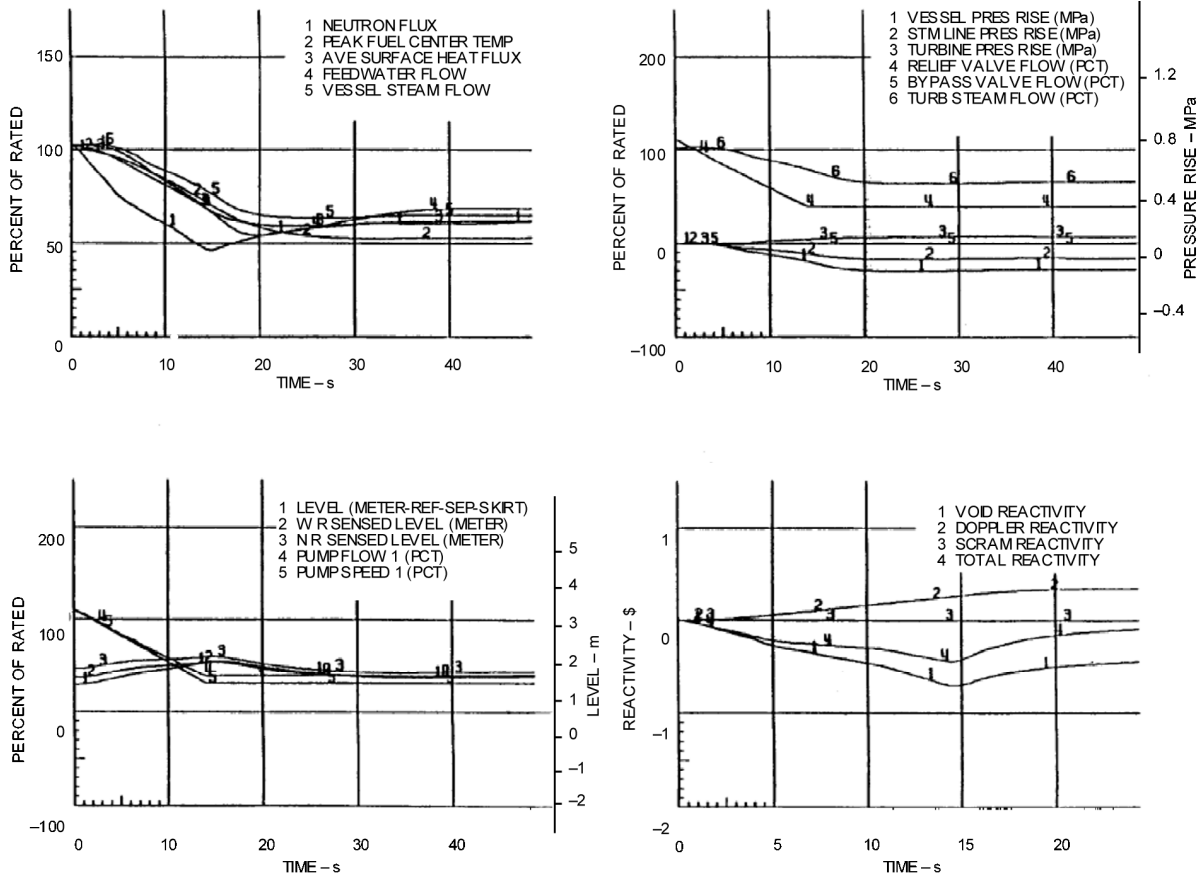 1 NEUTRON FLUX
2 PEAK FUEL CENTER TEMP
3 AVE SURFACE HEAT FLUX
4 FEEDWATER FLOW
5 VESSEL STEAM FLOW
PERCENT OF RATED
150
100
50
0
0 10 20 30 40
TIME – s
1 VESSEL PRES RISE (MPa)
2 STM LINE PRES RISE (MPa)
3 TURBINE PRES RISE (MPa)
4 RELIEF VALVE FLOW (PCT)
5 BYPASS VALVE FLOW (PCT)
6 TURB STEAM FLOW (PCT)
PERCENT OF RATED
200
100
0
–100
0 10 20 30 40
TIME – s
1.2
0.8
0.4
0
–0.4
PRESSURE RISE – MPa
1 LEVEL (METER-REF-SEP-SKIRT)
2 W R SENSED LEVEL (METER)
3 N R SENSED LEVEL (METER)
4 PUMP FLOW 1 (PCT)
5 PUMP SPEED 1 (PCT)
PERCENT OF RATED
200
100
0
–100
0 10 20 30 40
TIME – s
5
4
3
2
1
0
–1
–2
LEVEL – m
1 VOID REACTIVITY
2 DOPPLER REACTIVITY
3 SCRAM REACTIVITY
4 TOTAL REACTIVITY
REACTIVITY – $
1
0
–1
–2
0 5 10 15 20
TIME – s